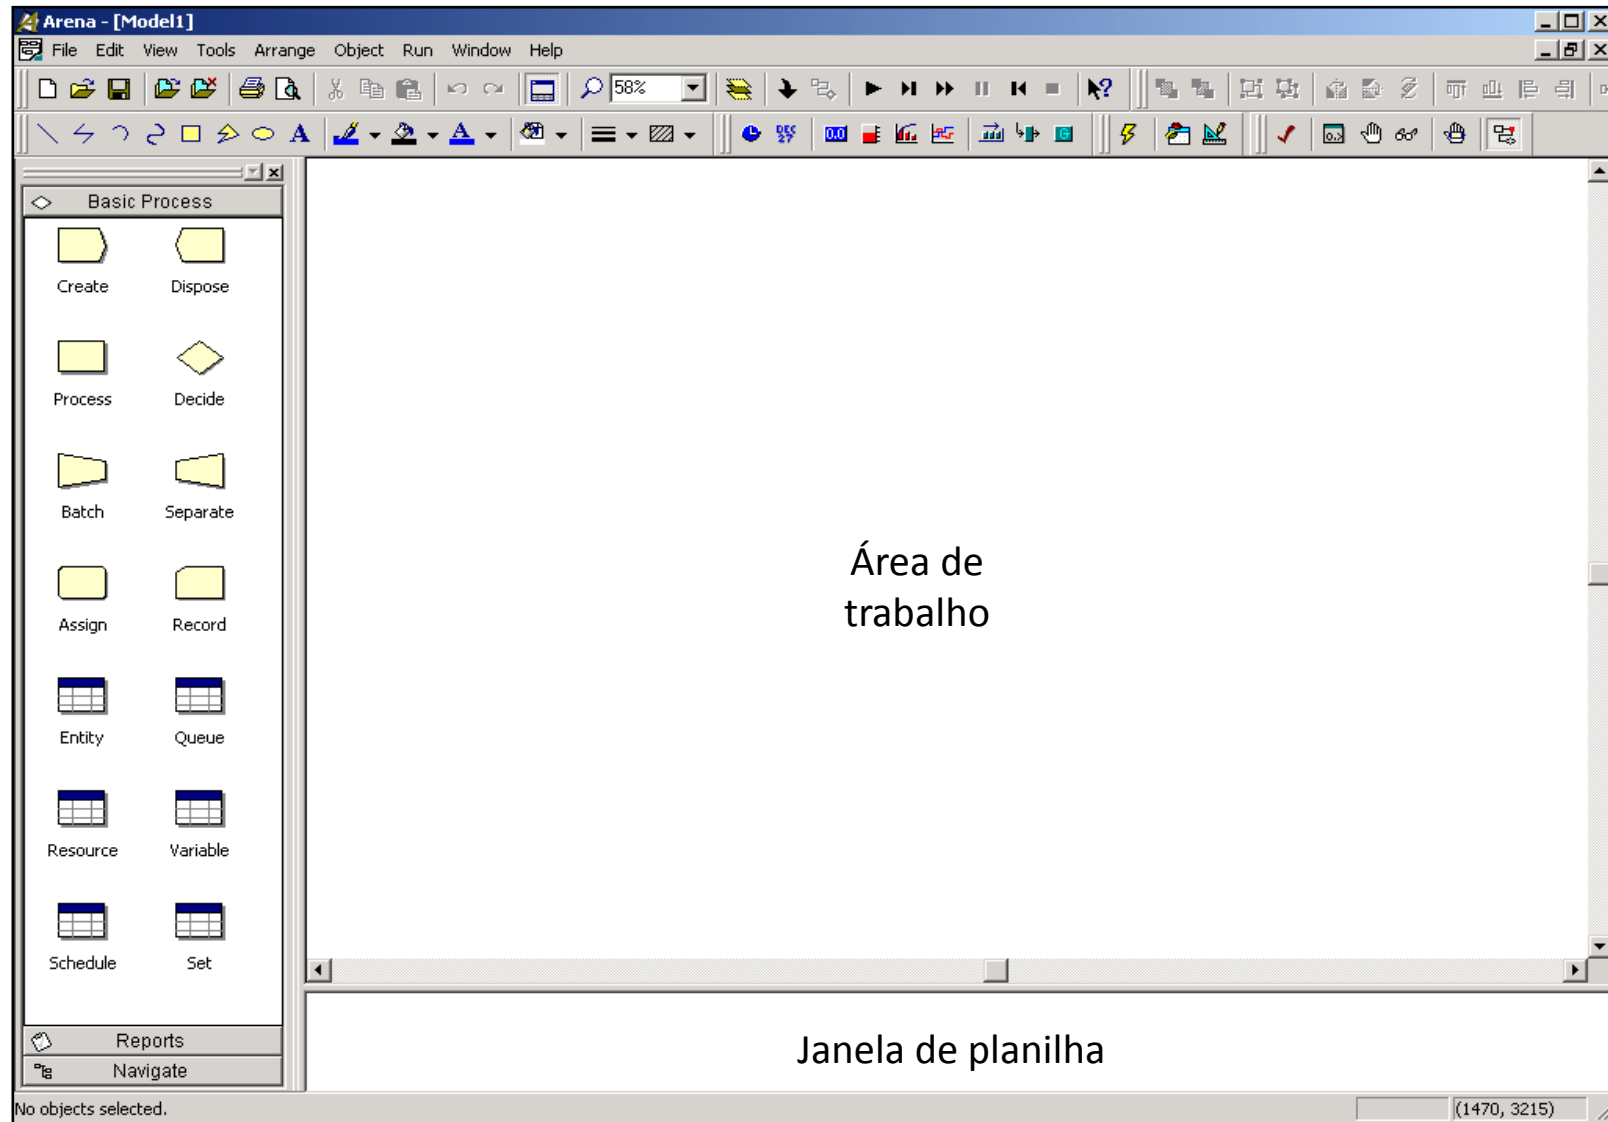 Arena - [Model1]
File Edit View Tools Arrange Object Run Window Help
58%
Basic Process
Create Dispose
Process Decide
Batch Separate
Assign Record
Entity Queue
Resource Variable
Schedule Set
Reports
Navigate
Área de
trabalho
Janela de planilha
No objects selected.
(1470, 3215)